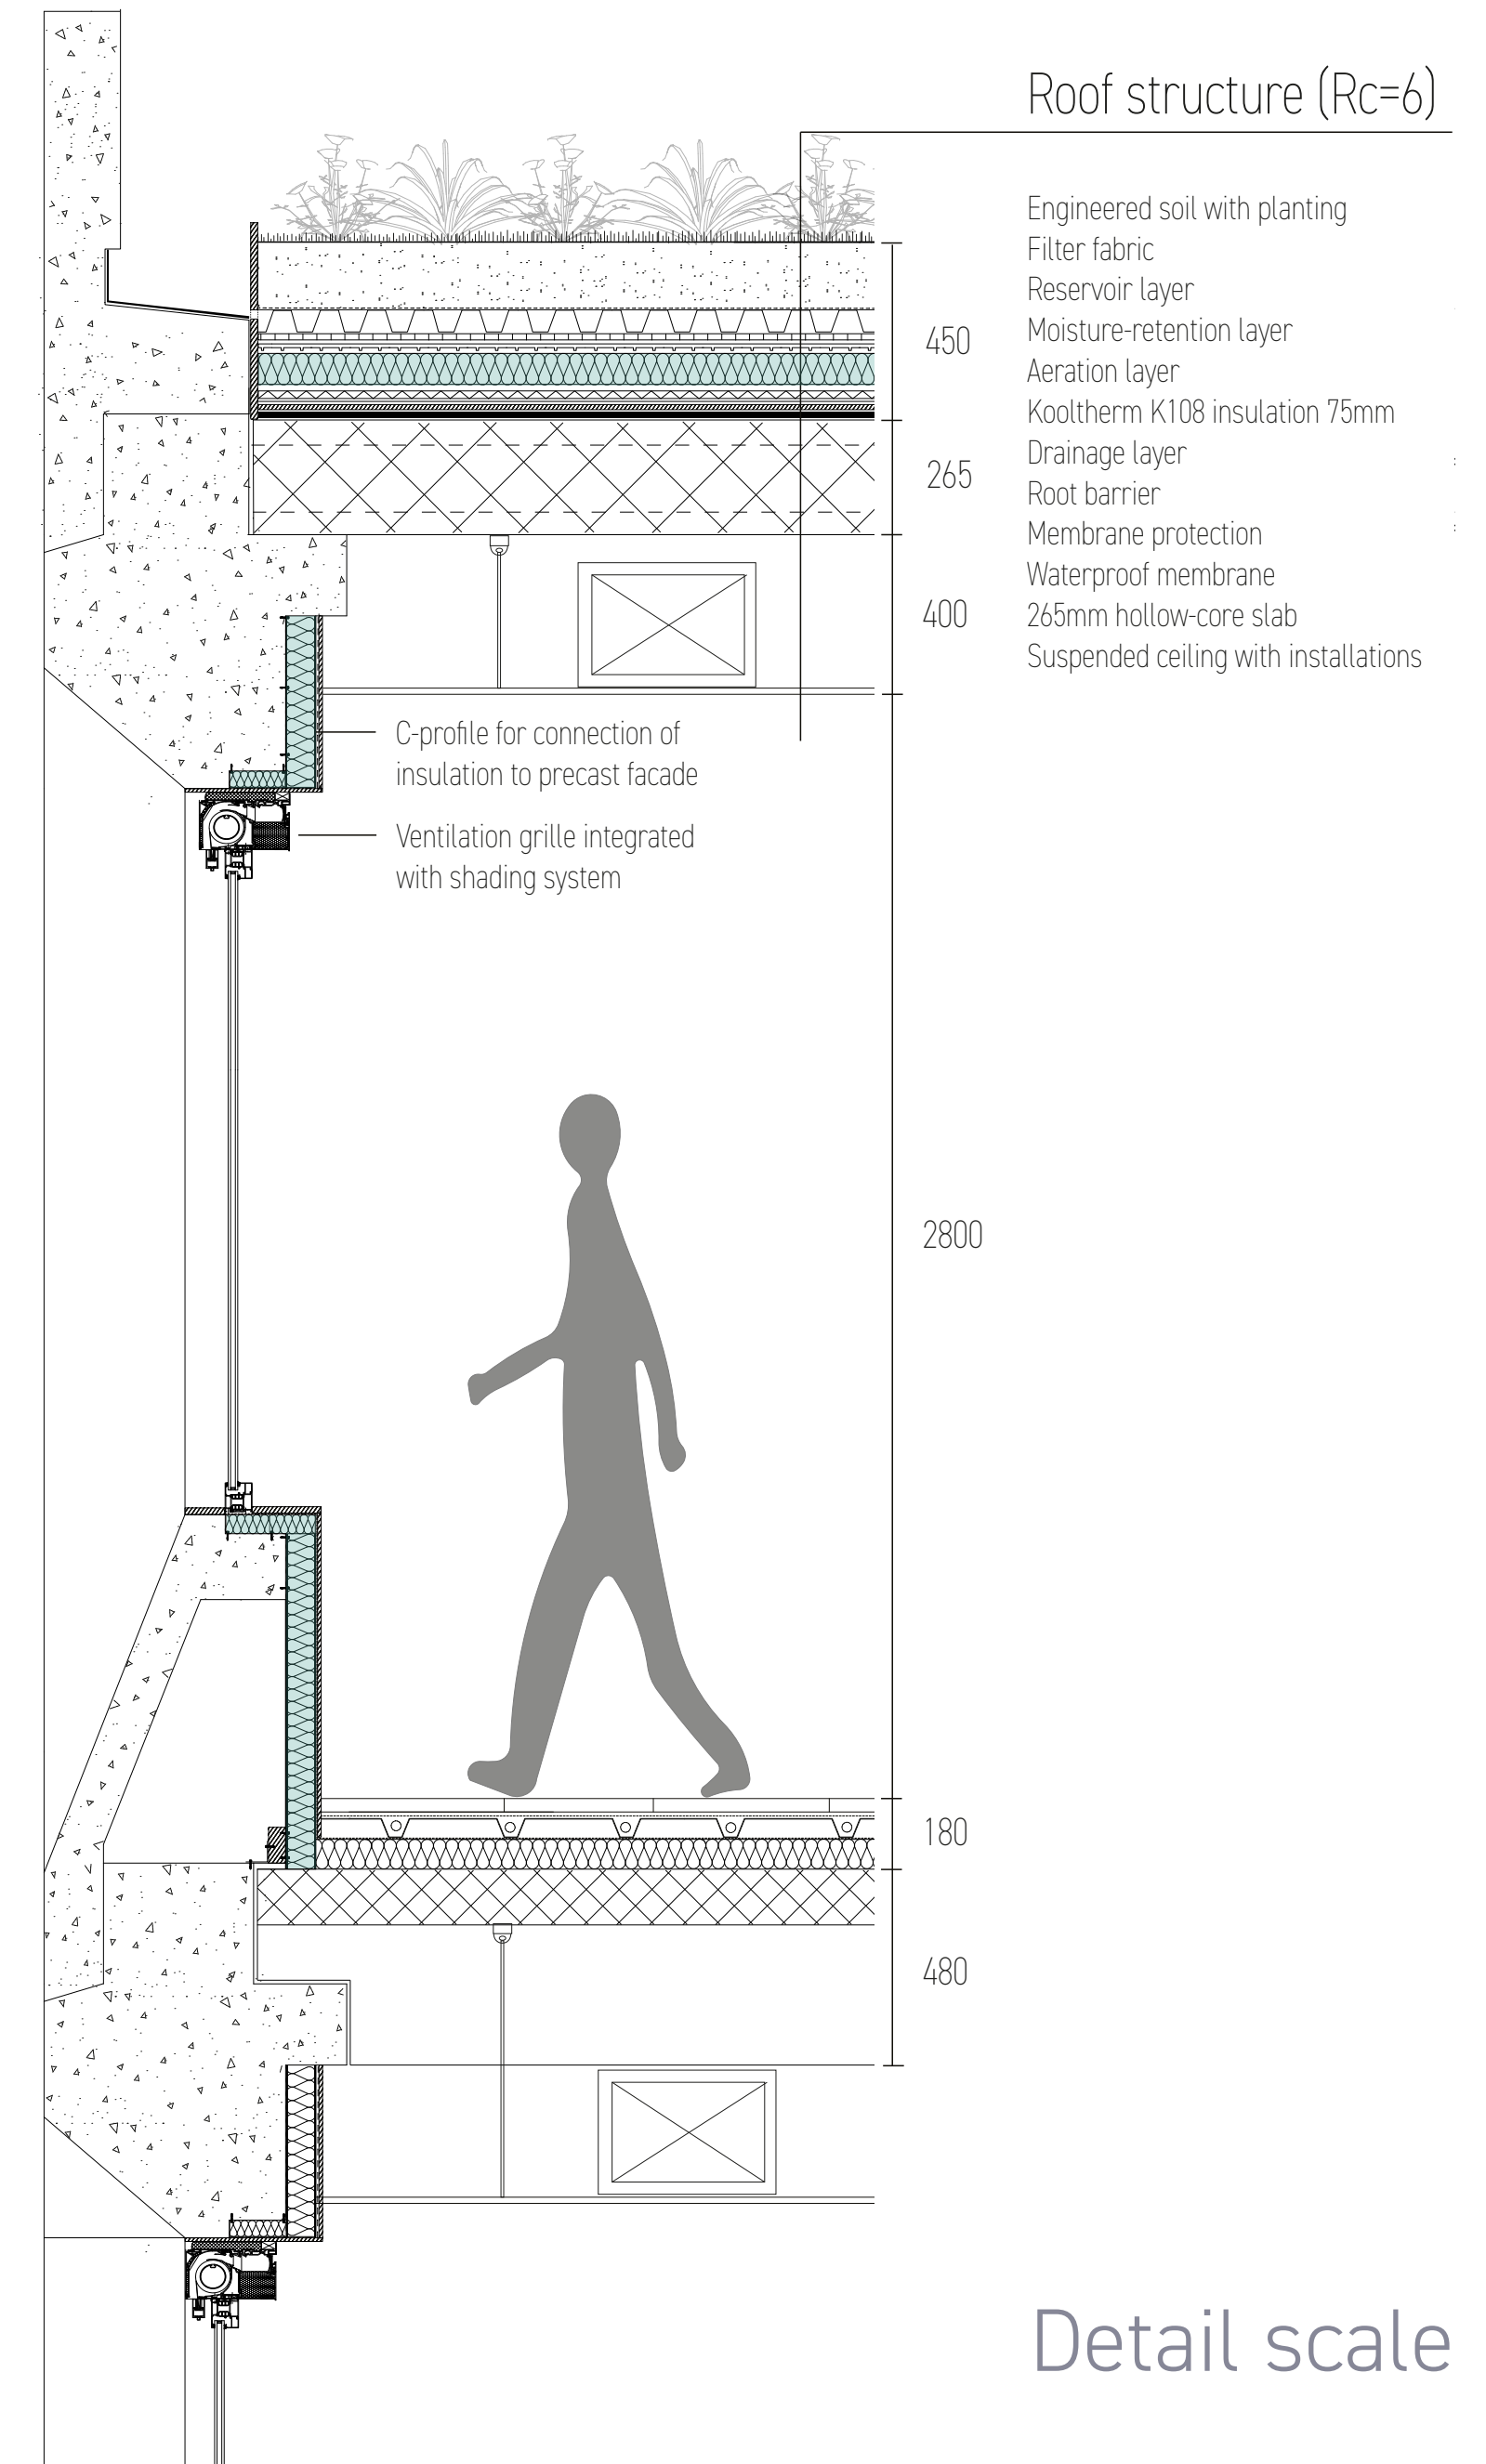 Roof structure (Rc=6)
Engineered soil with planting
Filter fabric
Reservoir layer
Moisture-retention layer
Aeration layer
Kooltherm K108 insulation 75mm
Drainage layer
Root barrier
Membrane protection
Waterproof membrane
265mm hollow-core slab
Suspended ceiling with installations
450
265
400
C-profile for connection of
insulation to precast facade
Ventilation grille integrated
with shading system
2800
180
480
Detail scale